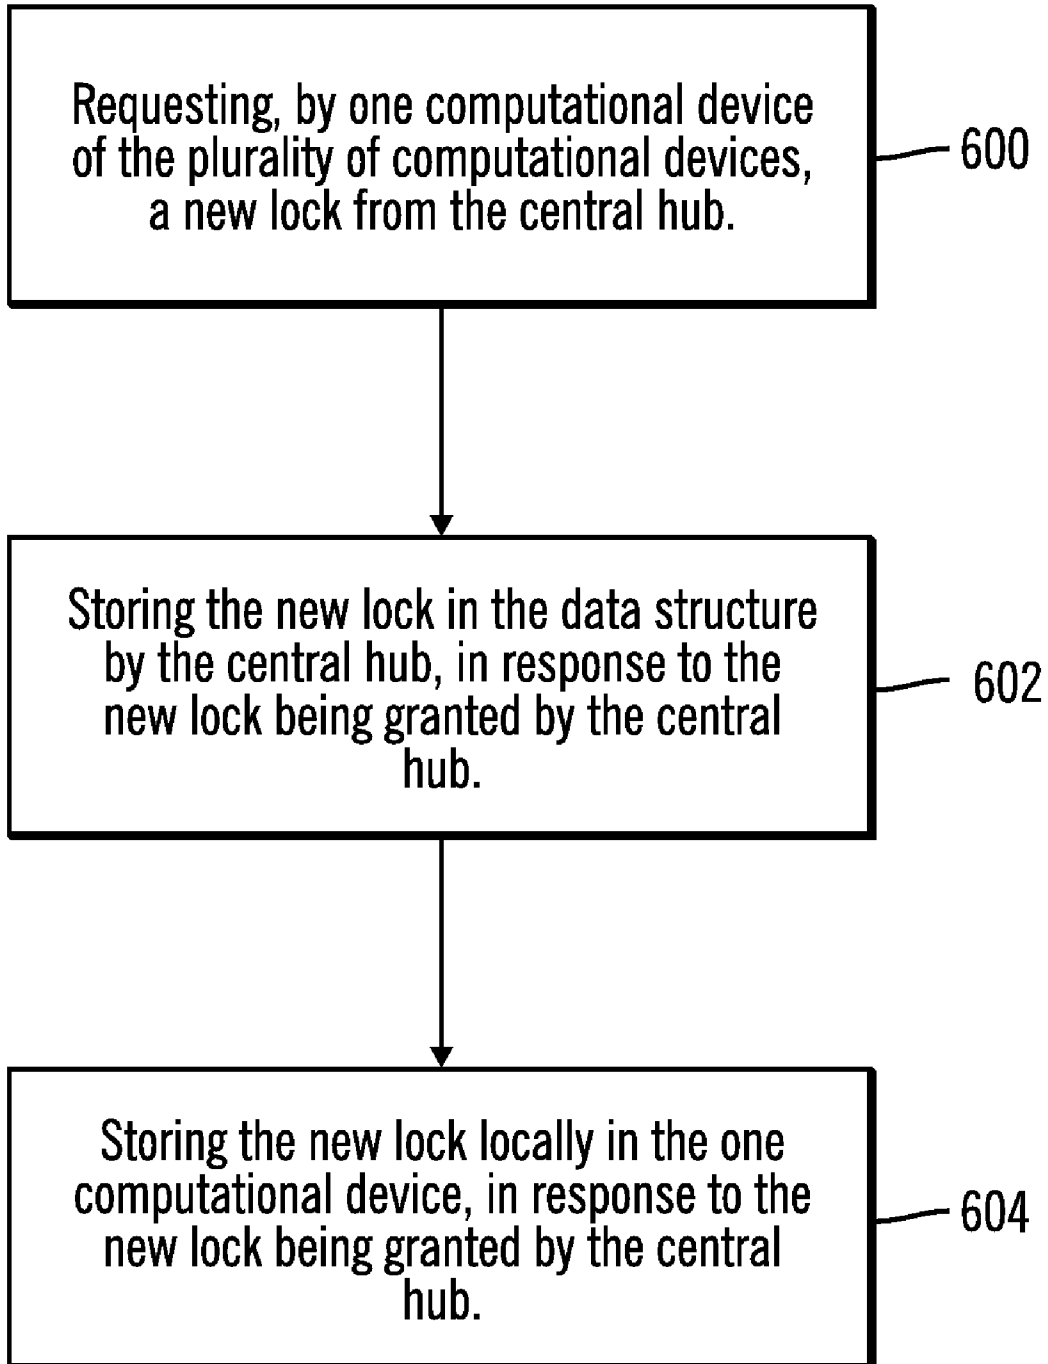 Requesting, by one computational device
of the plurality of computational devices,
a new lock from the central hub.
600
Storing the new lock in the data structure
by the central hub, in response to the
new lock being granted by the central
hub.
602
Storing the new lock locally in the one
computational device, in response to the
new lock being granted by the central
hub.
604